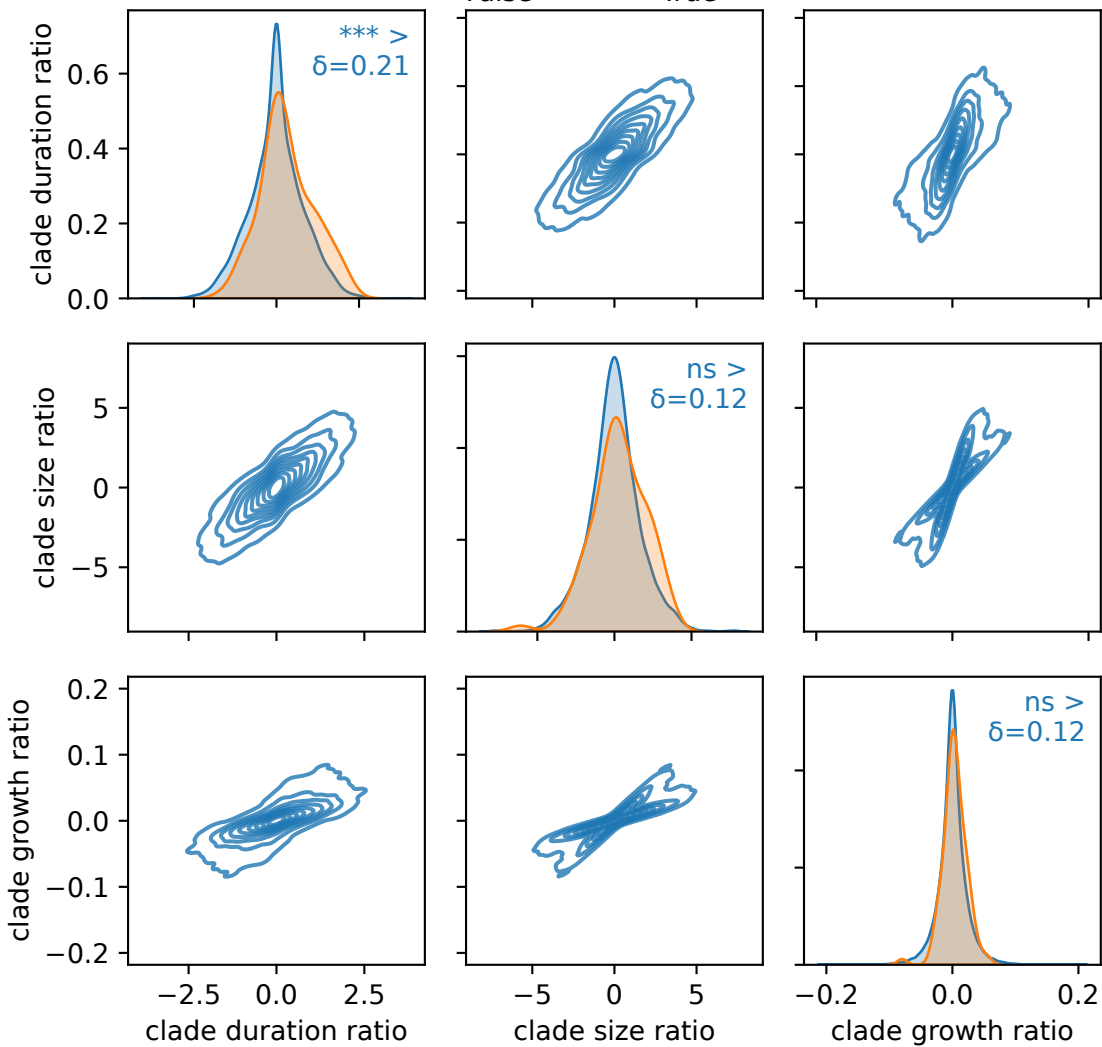 clade duration ratio
0.6
0.4
0.2
0.0
*** >
δ=0.21
clade size ratio
5
0
−5
ns >
δ=0.12
clade growth ratio
0.2
0.1
0.0
−0.1
−0.2
ns >
δ=0.12
−2.5 0.0 2.5
clade duration ratio
−5 0 5
clade size ratio
−0.2 0.0 0.2
clade growth ratio